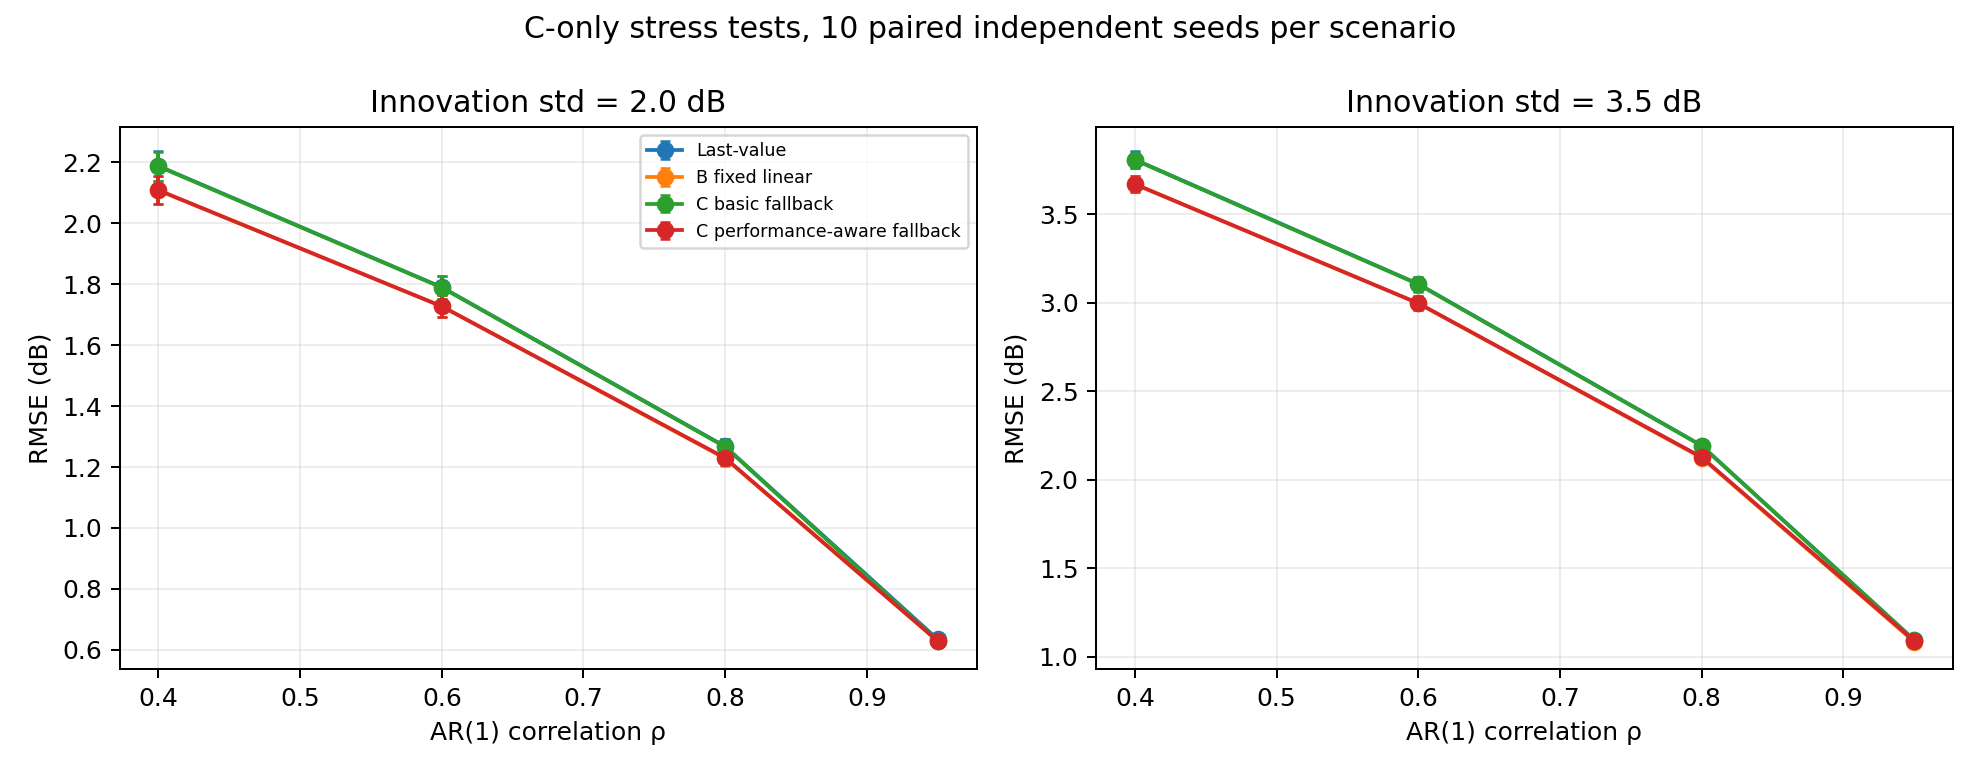 C-only stress tests, 10 paired independent seeds per scenario
Innovation std = 2.0 dB
RMSE (dB)
2.2
2.0
1.8
1.6
1.4
1.2
1.0
0.8
0.6
Last-value
B fixed linear
C basic fallback
C performance-aware fallback
0.4 0.5 0.6 0.7 0.8 0.9
AR(1) correlation ρ
Innovation std = 3.5 dB
RMSE (dB)
3.5
3.0
2.5
2.0
1.5
1.0
0.4 0.5 0.6 0.7 0.8 0.9
AR(1) correlation ρ